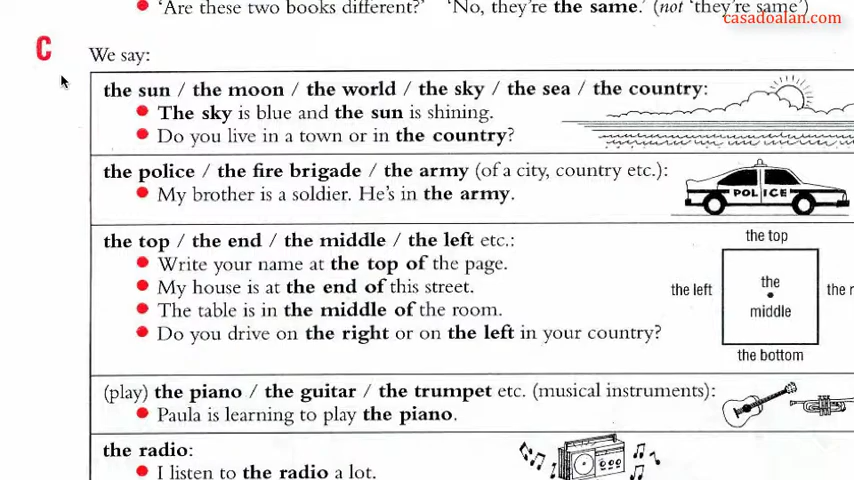 'Are these two books different?' 'No, they're the same.' (not 'they're same')
casadoalan.com
C
We say:
the sun / the moon / the world / the sky / the sea / the country:
• The sky is blue and the sun is shining.
• Do you live in a town or in the country?
the police / the fire brigade / the army (of a city, country etc.):
• My brother is a soldier. He's in the army.
POLICE
the top / the end / the middle / the left etc.:
• Write your name at the top of the page.
• My house is at the end of this street.
• The table is in the middle of the room.
• Do you drive on the right or on the left in your country?
the top
the left
the
middle
the r
the bottom
(play) the piano / the guitar / the trumpet etc. (musical instruments):
• Paula is learning to play the piano.
the radio:
• I listen to the radio a lot.